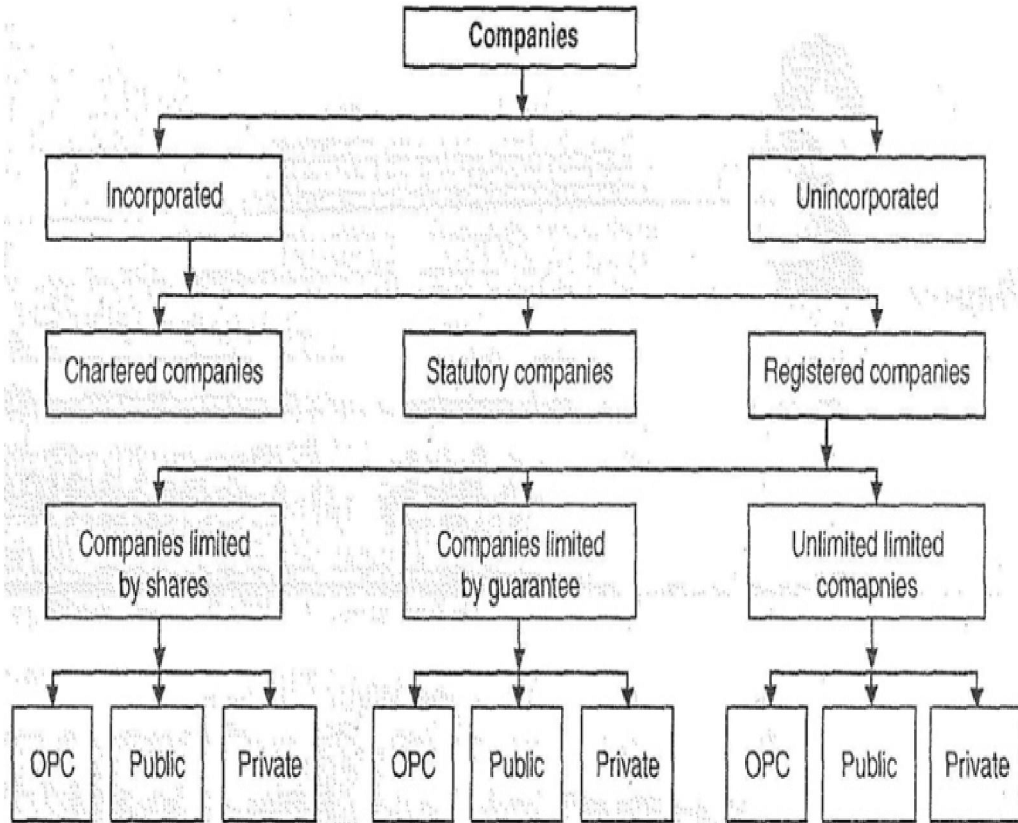 Companies
Incorporated
Unincorporated
Chartered companies
Statutory companies
Registered companies
Companies limited
by shares
Companies limited
by guarantee
Unlimited limited
comapnies
OPC
Public
Private
OPC
Public
Private
OPC
Public
Private